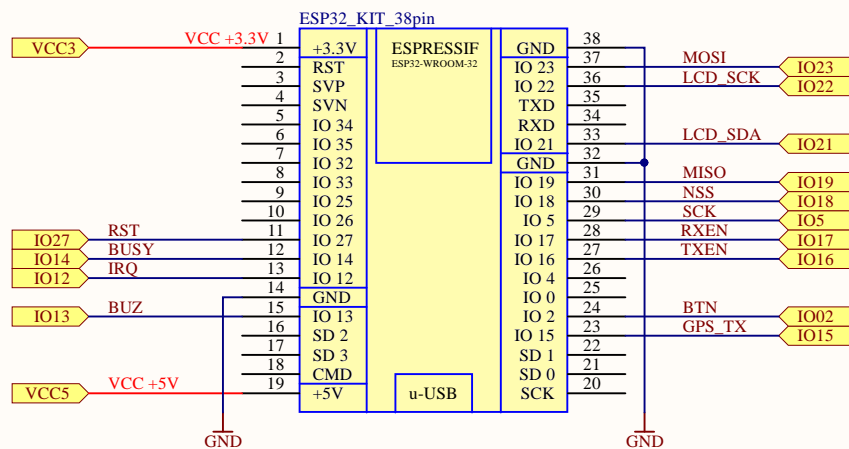 ESP32_KIT_38pin
VCC3 VCC +3.3V 1 +3.3V ESPRESSIF GND 38
ESP32-WROOM-32
2 RST IO 23 37 MOSI IO23
3 SVP IO 22 36 LCD_SCK IO22
4 SVN TXD 35
5 IO 34 RXD 34
6 IO 35 IO 21 33 LCD_SDA IO21
7 IO 32 GND 32
8 IO 33 IO 19 31 MISO IO19
9 IO 25 IO 18 30 NSS IO18
10 IO 26 IO 5 29 SCK IO5
IO27 RST 11 IO 27 IO 17 28 RXEN IO17
IO14 BUSY 12 IO 14 IO 16 27 TXEN IO16
IO12 IRQ 13 IO 12 IO 4 26
14 GND IO 0 25
IO13 BUZ 15 IO 13 IO 2 24 BTN IO02
16 SD 2 IO 15 23 GPS_TX IO15
17 SD 3 SD 1 22
18 CMD SD 0 21
VCC5 VCC +5V 19 +5V u-USB SCK 20
GND GND